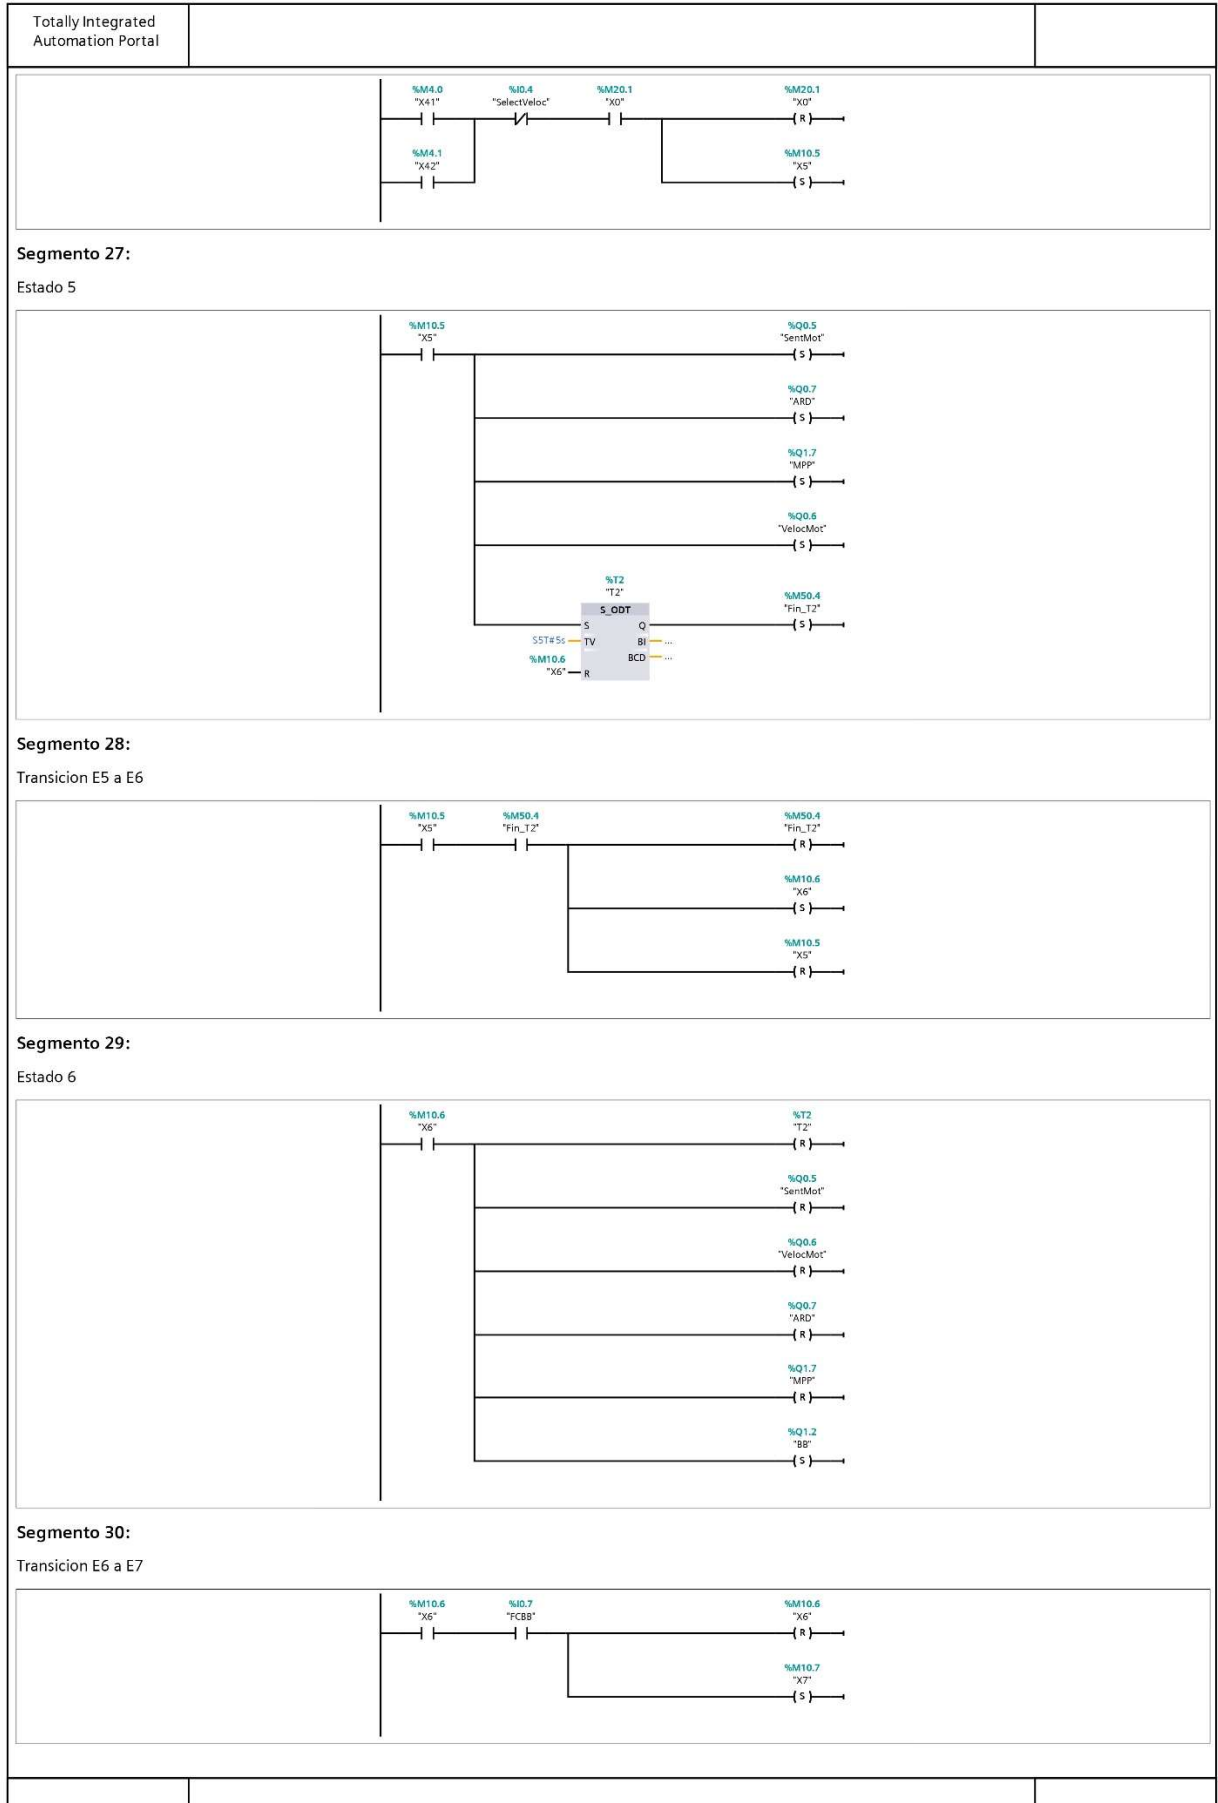 Totally Integrated
Automation Portal
%M4.0 %I0.4 %M20.1 %M20.1
"X41" "SelectVeloc" "X0" "X0"
R
%M4.1 %M10.5
"X42" "X5"
S
Segmento 27:
Estado 5
%M10.5 %Q0.5
"X5" "SentMot"
S
%Q0.7
"ARD"
S
%Q1.7
"MPP"
S
%Q0.6
"VelocMot"
S
%T2
"T2" %M50.4
S_ODT "Fin_T2"
S Q S
S5T#5s TV BI ...
%M10.6 BCD ...
"X6" R
Segmento 28:
Transicion E5 a E6
%M10.5 %M50.4 %M50.4
"X5" "Fin_T2" "Fin_T2"
R
%M10.6
"X6"
S
%M10.5
"X5"
R
Segmento 29:
Estado 6
%M10.6 %T2
"X6" "T2"
R
%Q0.5
"SentMot"
R
%Q0.6
"VelocMot"
R
%Q0.7
"ARD"
R
%Q1.7
"MPP"
R
%Q1.2
"BB"
S
Segmento 30:
Transicion E6 a E7
%M10.6 %I0.7 %M10.6
"X6" "FCBB" "X6"
R
%M10.7
"X7"
S